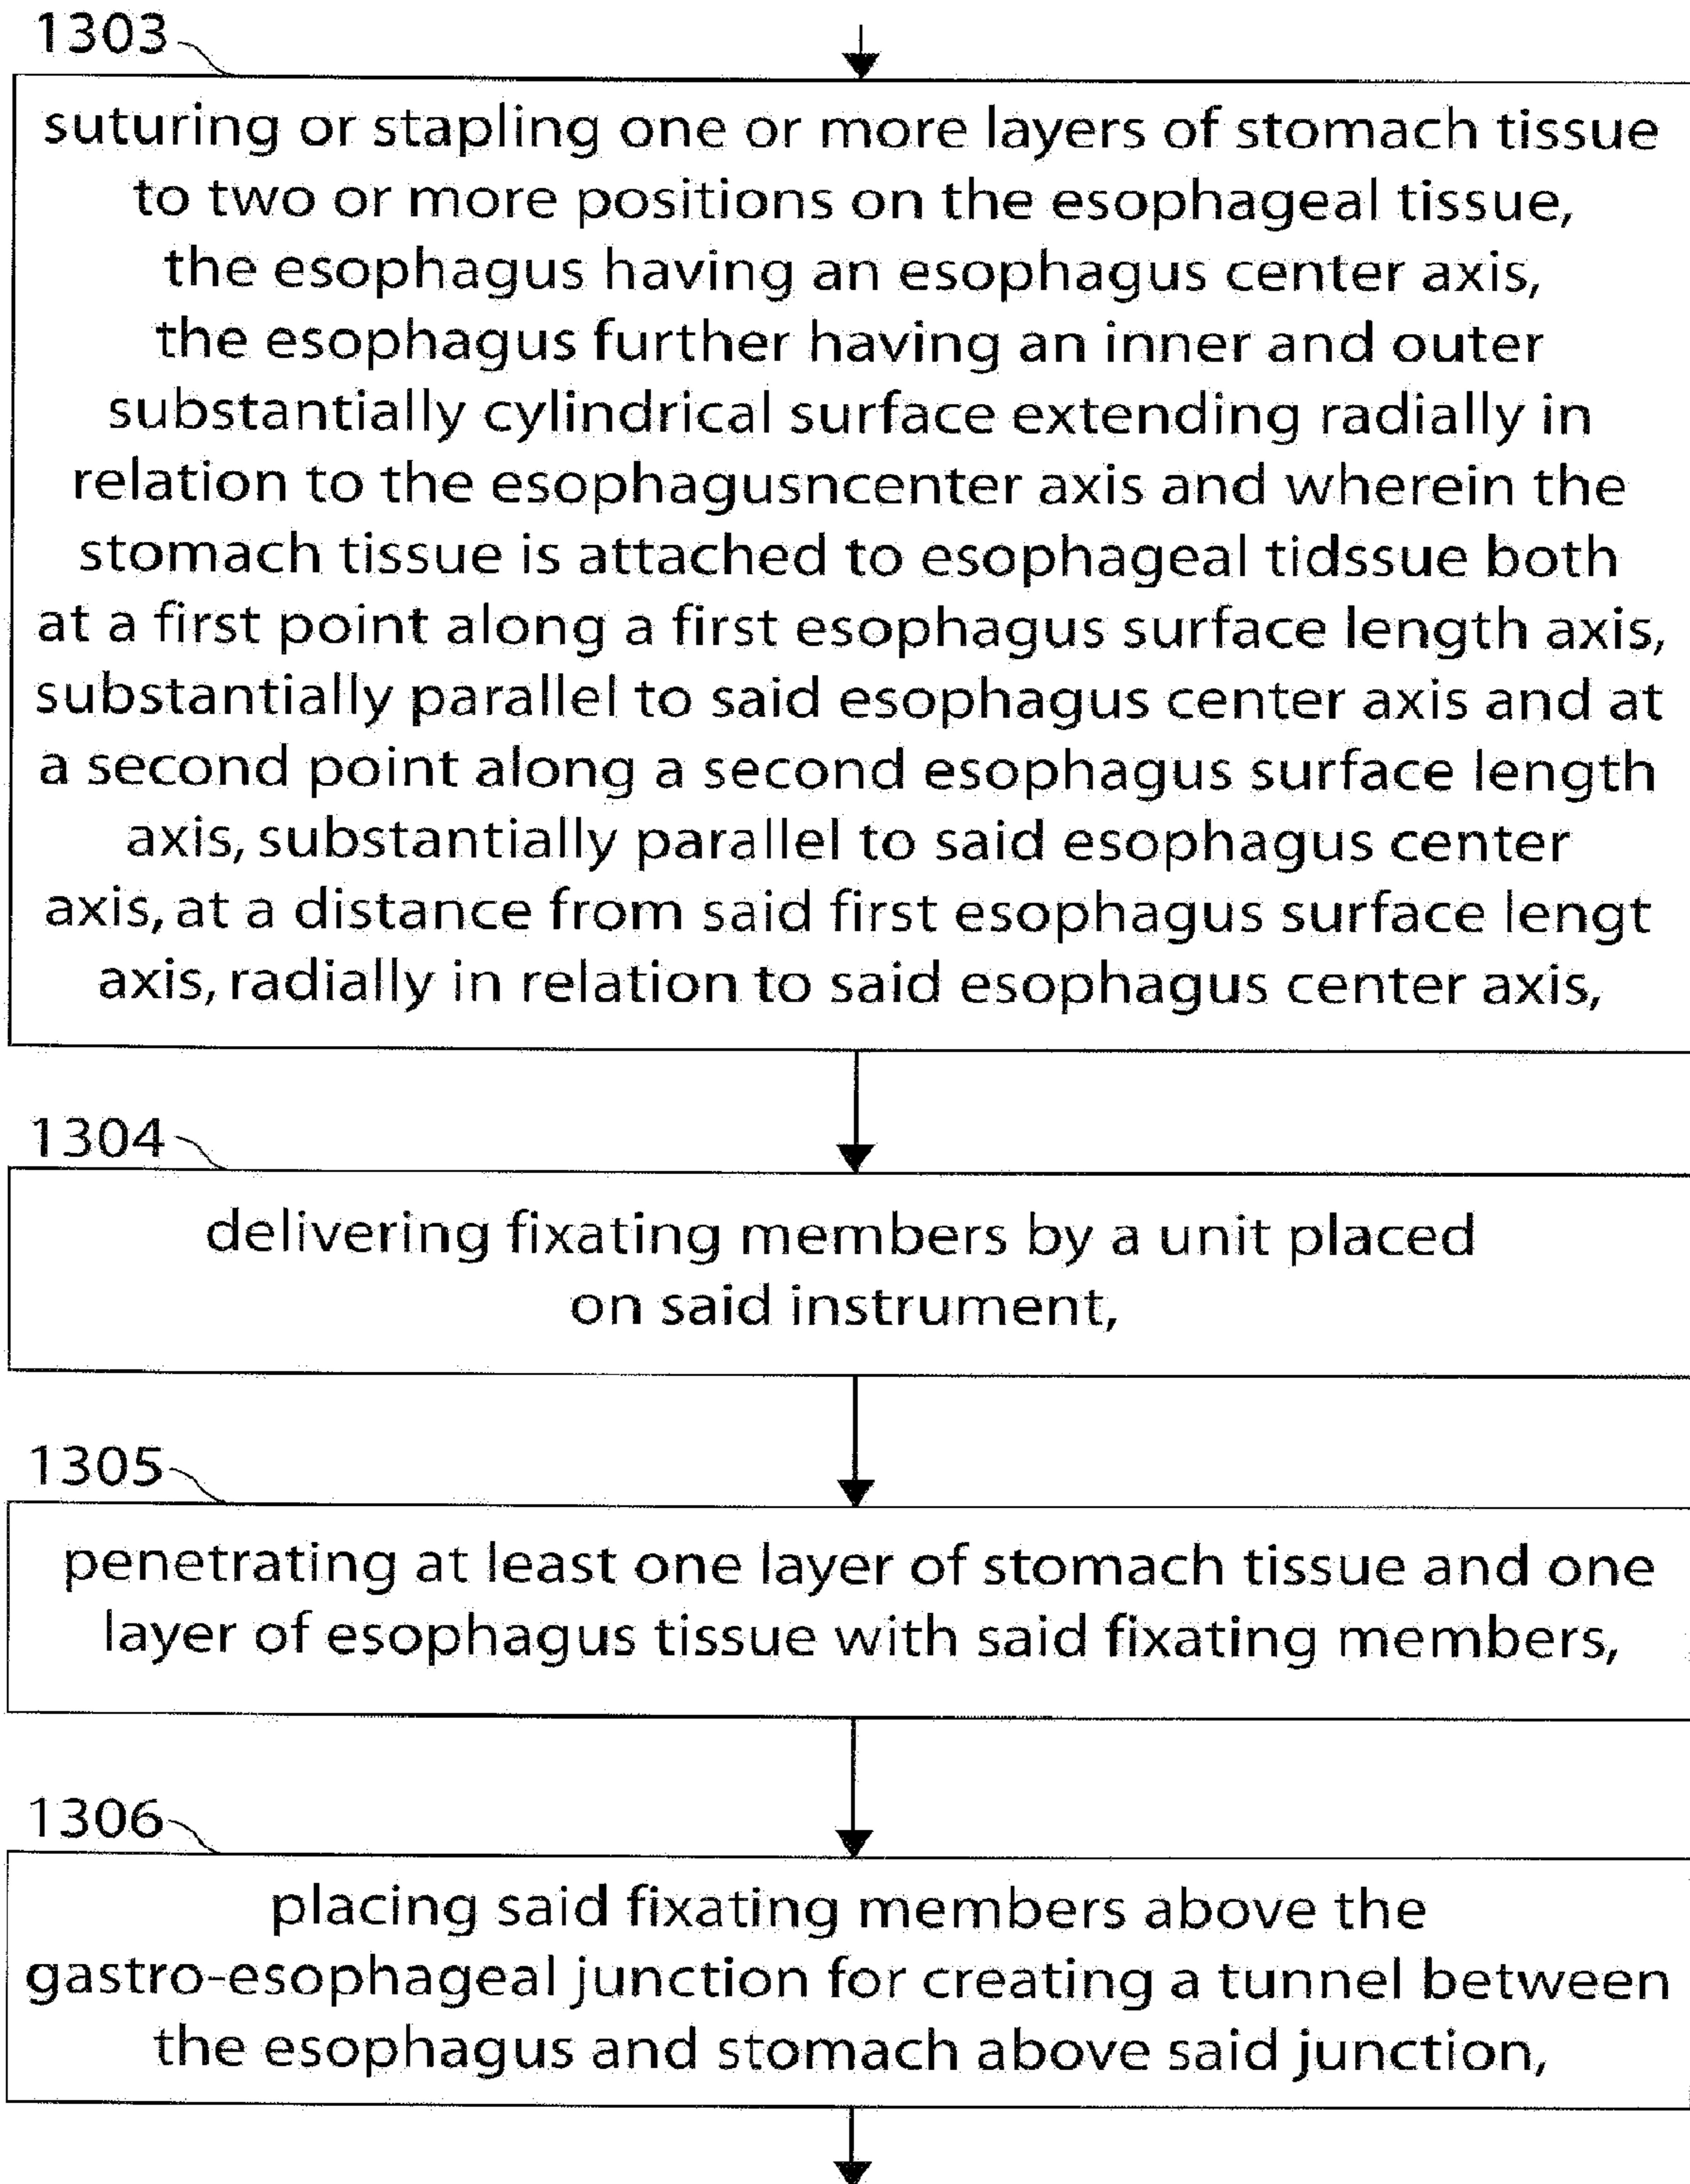 1303
suturing or stapling one or more layers of stomach tissue
to two or more positions on the esophageal tissue,
the esophagus having an esophagus center axis,
the esophagus further having an inner and outer
substantially cylindrical surface extending radially in
relation to the esophagusncenter axis and wherein the
stomach tissue is attached to esophageal tidssue both
at a first point along a first esophagus surface length axis,
substantially parallel to said esophagus center axis and at
a second point along a second esophagus surface length
axis, substantially parallel to said esophagus center
axis, at a distance from said first esophagus surface lengt
axis, radially in relation to said esophagus center axis,
1304
delivering fixating members by a unit placed
on said instrument,
1305
penetrating at least one layer of stomach tissue and one
layer of esophagus tissue with said fixating members,
1306
placing said fixating members above the
gastro-esophageal junction for creating a tunnel between
the esophagus and stomach above said junction,